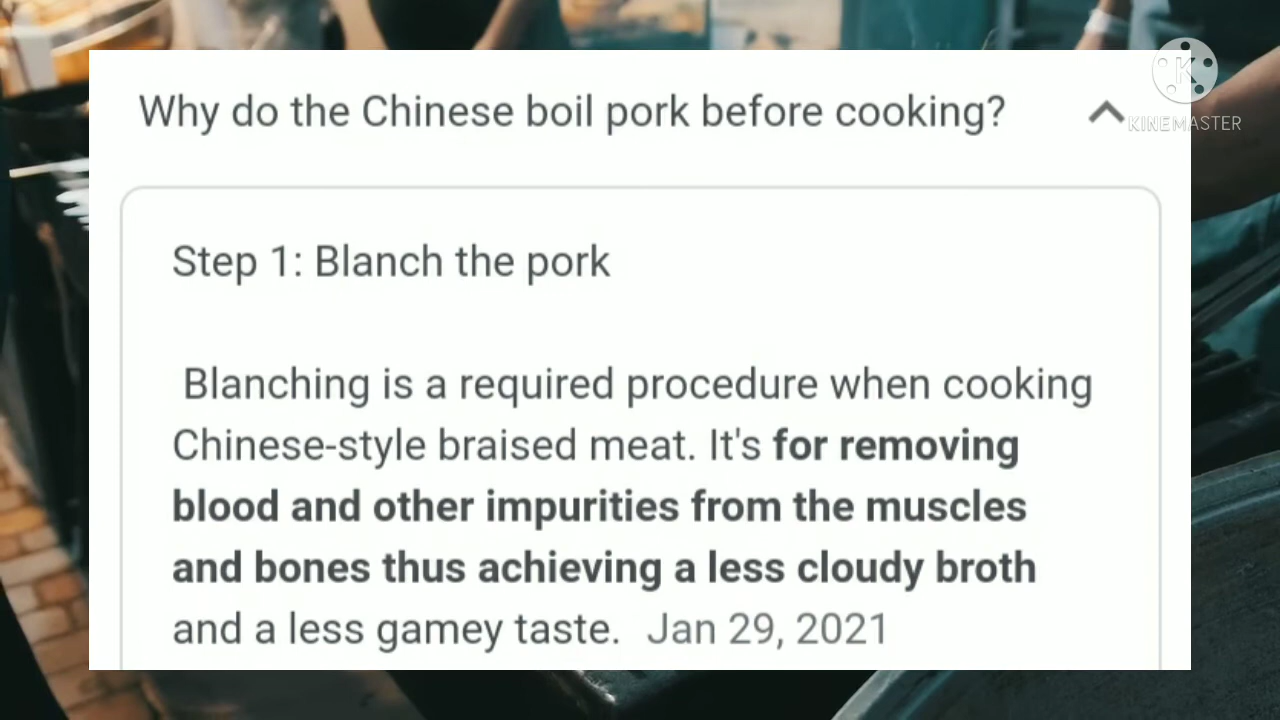 Why do the Chinese boil pork before cooking?
K
KINEMASTER
Step 1: Blanch the pork
Blanching is a required procedure when cooking
Chinese-style braised meat. It's for removing
blood and other impurities from the muscles
and bones thus achieving a less cloudy broth
and a less gamey taste. Jan 29, 2021